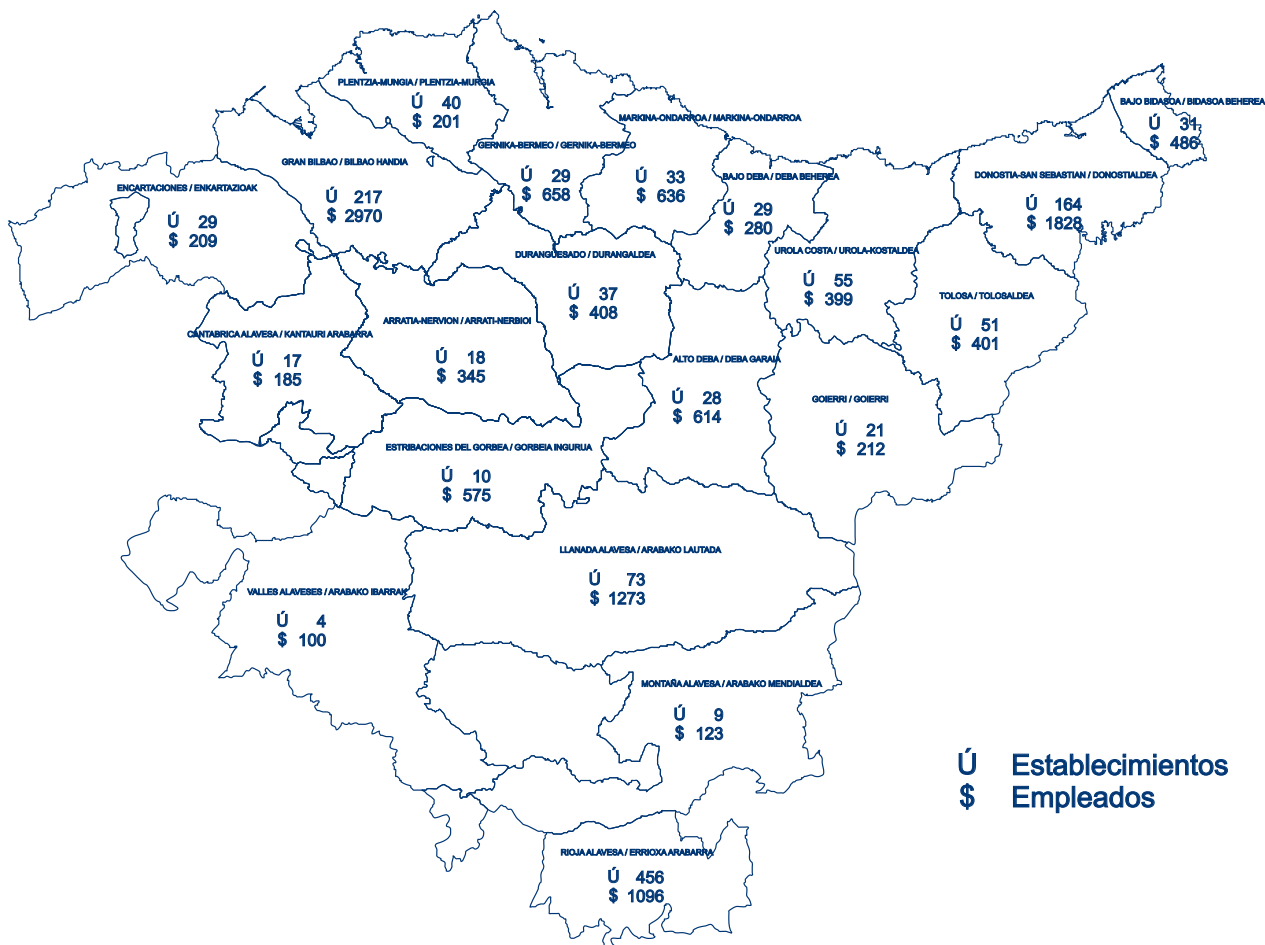 PLENTZIA-MUNGIA / PLENTZIA-MURGIA
Ú 40
$ 201
BAJO BIDASOA / BIDASOA BEHEREA
Ú 31
$ 486
MARKINA-ONDARROA / MARKINA-ONDARROA
GERNIKA-BERMEO / GERNIKA-BERMEO
Ú 29
$ 658
Ú 33
$ 636
GRAN BILBAO / BILBAO HANDIA
Ú 217
$ 2970
BAJO DEBA / DEBA BEHEREA
Ú 29
$ 280
DONOSTIA-SAN SEBASTIAN / DONOSTIALDEA
Ú 164
$ 1828
ENCARTACIONES / ENKARTAZIOAK
Ú 29
$ 209
DURANGUESADO / DURANGALDEA
Ú 37
$ 408
UROLA COSTA / UROLA-KOSTALDEA
Ú 55
$ 399
TOLOSA / TOLOSALDEA
Ú 51
$ 401
CANTABRICA ALAVESA / KANTAURI ARABARRA
Ú 17
$ 185
ARRATIA-NERVION / ARRATI-NERBIOI
Ú 18
$ 345
ALTO DEBA / DEBA GARAIA
Ú 28
$ 614
GOIERRI / GOIERRI
Ú 21
$ 212
ESTRIBACIONES DEL GORBEA / GORBEIA INGURUA
Ú 10
$ 575
LLANADA ALAVESA / ARABAKO LAUTADA
Ú 73
$ 1273
VALLES ALAVESES / ARABAKO IBARRAK
Ú 4
$ 100
MONTAÑA ALAVESA / ARABAKO MENDIALDEA
Ú 9
$ 123
Ú Establecimientos
$ Empleados
RIOJA ALAVESA / ERRIOXA ARABARRA
Ú 456
$ 1096